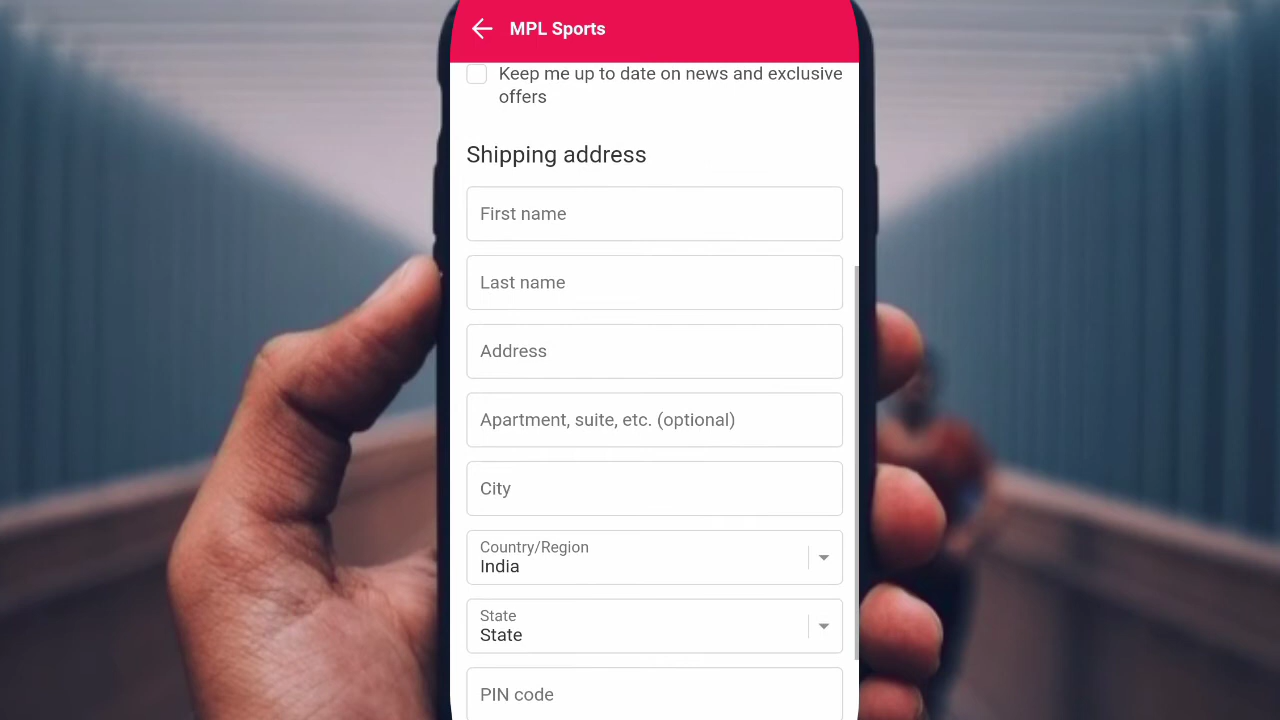 MPL Sports
Keep me up to date on news and exclusive
offers
Shipping address
First name
Last name
Address
Apartment, suite, etc. (optional)
City
Country/Region
India
State
State
PIN code